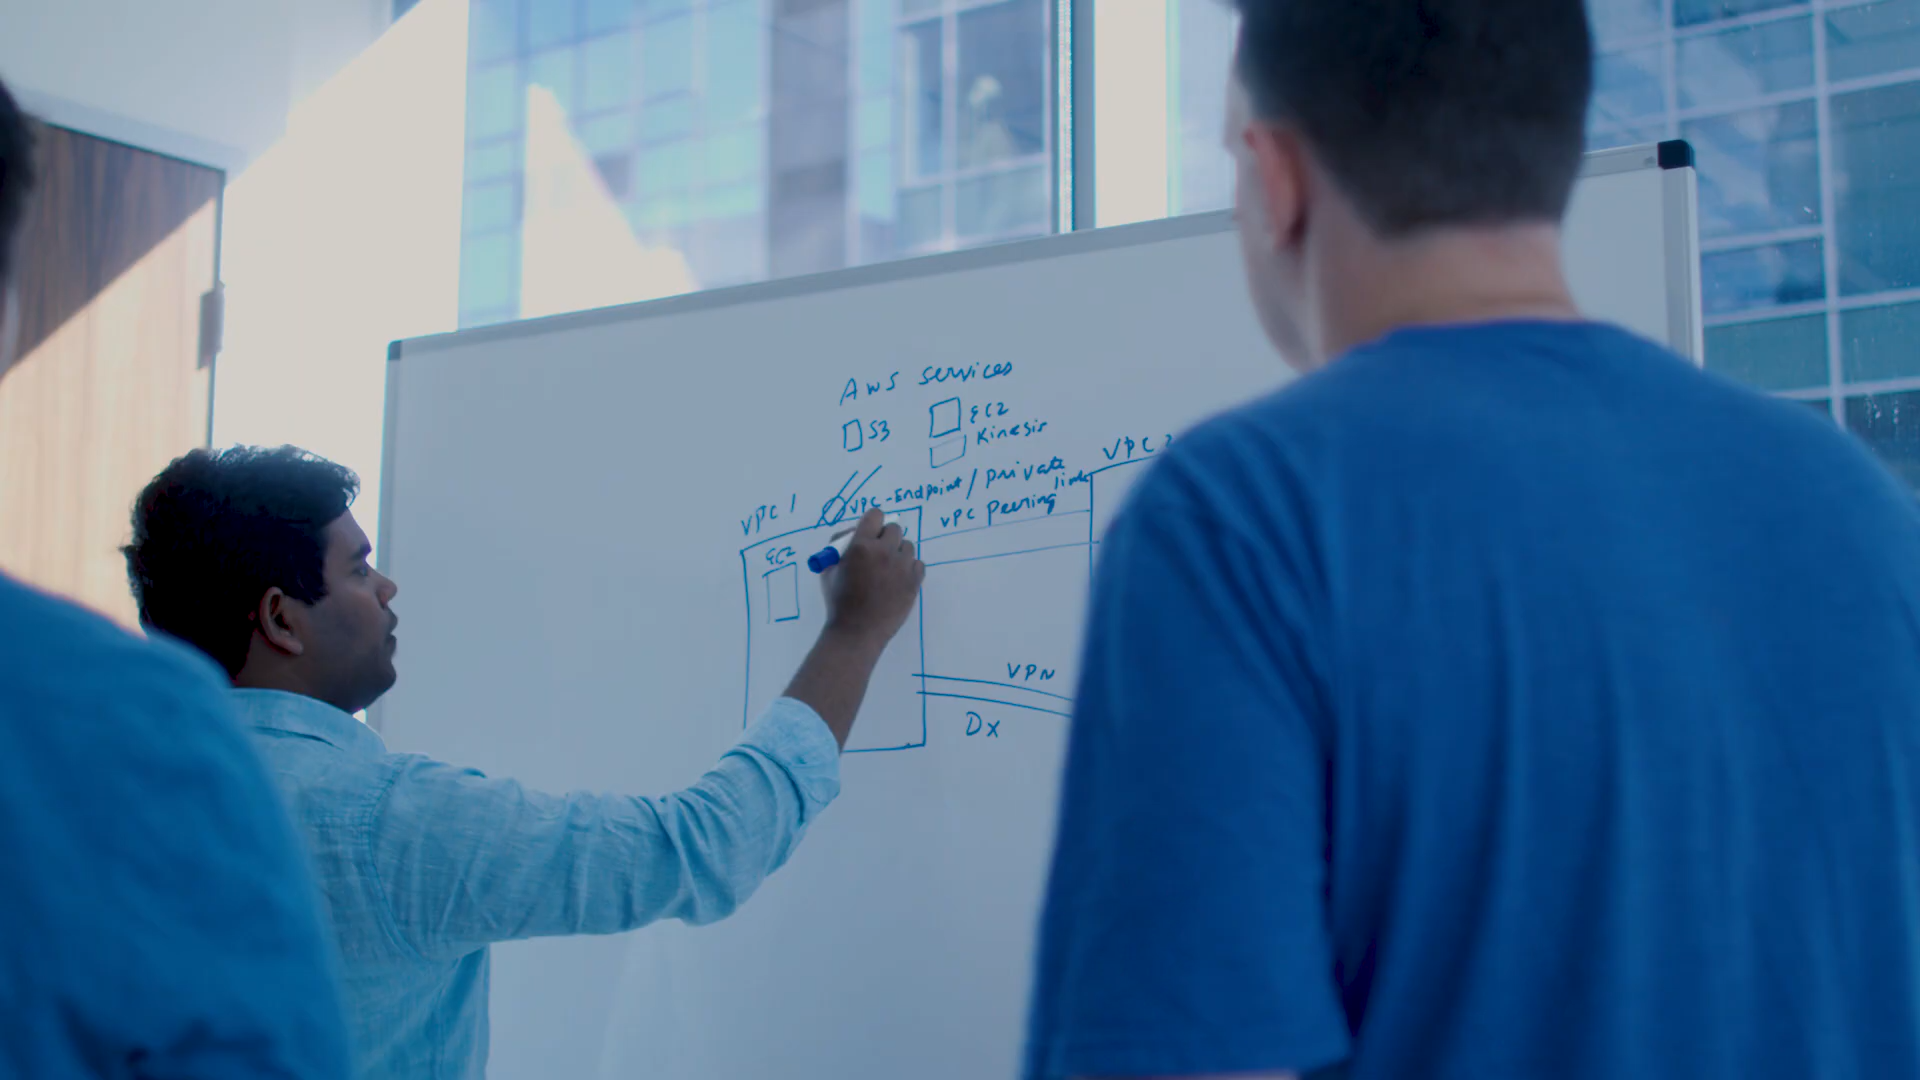 AWS Services
S3
EC2
Kinesis
VPC-Endpoint/private link
VPC 1
VPC peering
VPC 2
EC2
VPN
Dx